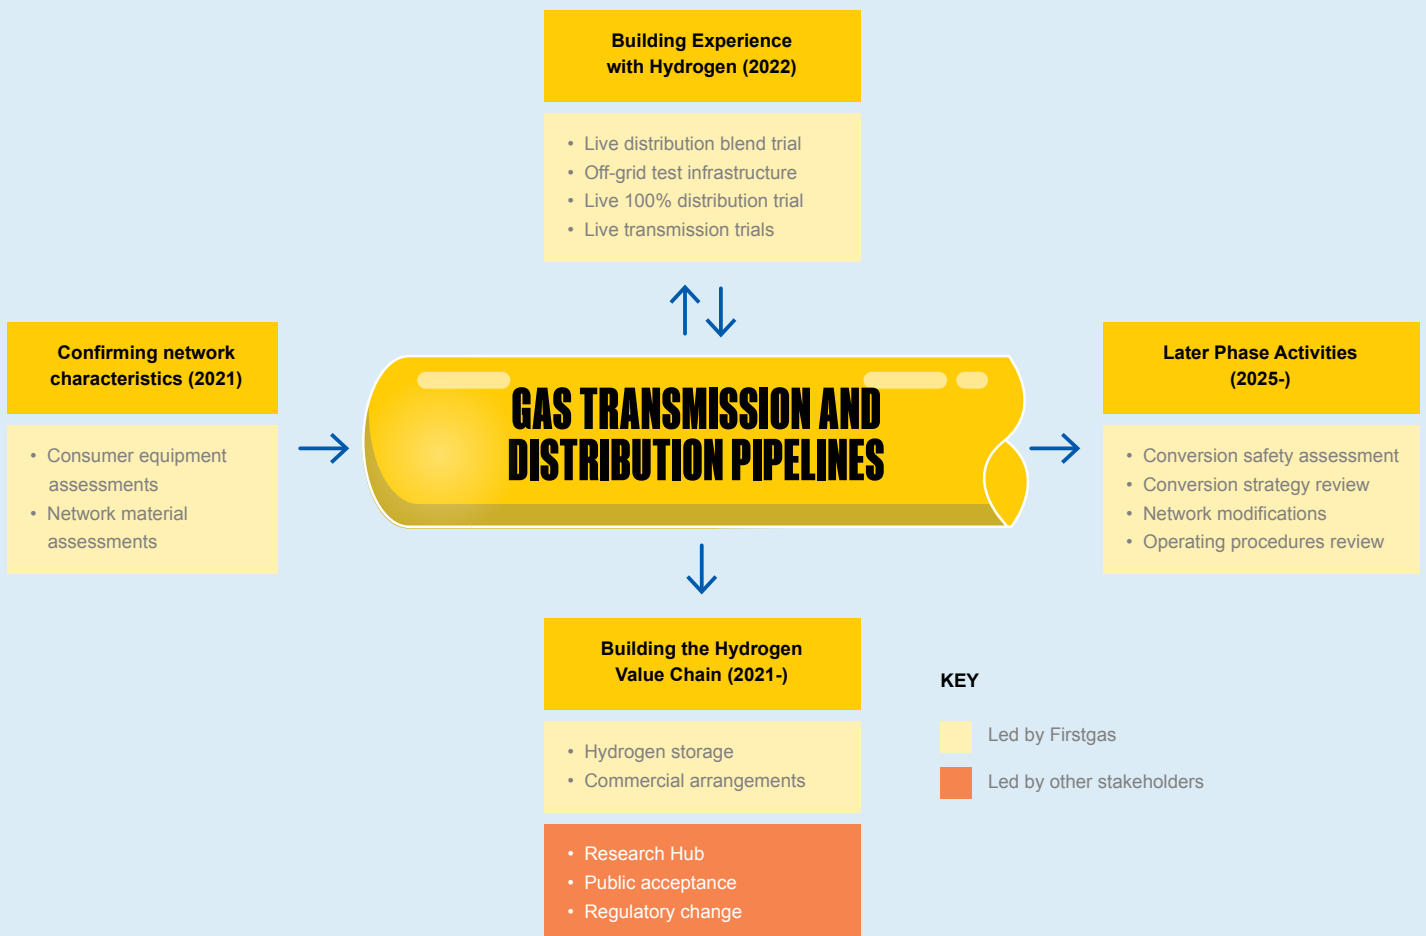 Building Experience
with Hydrogen (2022)
• Live distribution blend trial
• Off-grid test infrastructure
• Live 100% distribution trial
• Live transmission trials
Confirming network
characteristics (2021)
• Consumer equipment
assessments
• Network material
assessments
GAS TRANSMISSION AND
DISTRIBUTION PIPELINES
Later Phase Activities
(2025-)
• Conversion safety assessment
• Conversion strategy review
• Network modifications
• Operating procedures review
Building the Hydrogen
Value Chain (2021-)
• Hydrogen storage
• Commercial arrangements
• Research Hub
• Public acceptance
• Regulatory change
KEY
Led by Firstgas
Led by other stakeholders